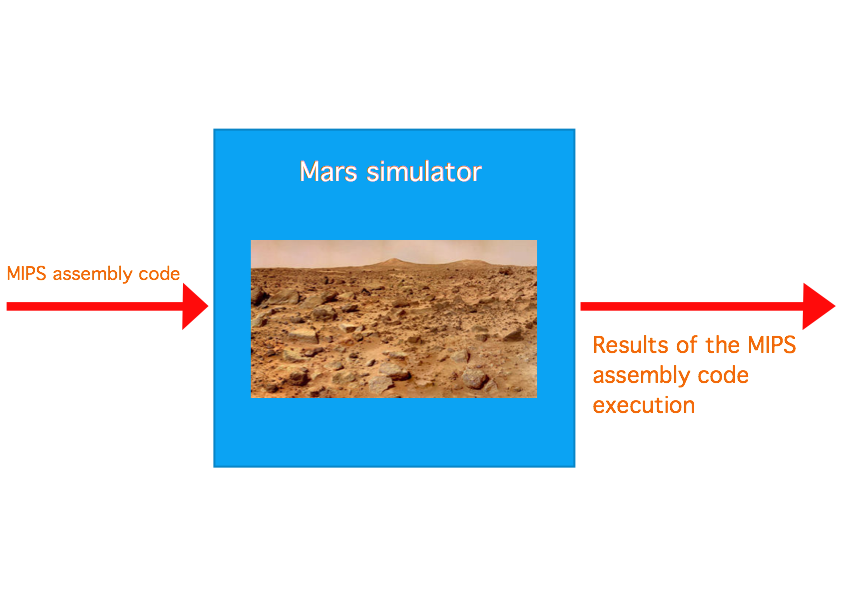 Mars simulator
MIPS assembly code
Results of the MIPS
assembly code
execution